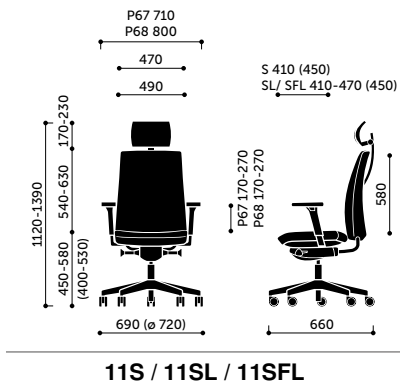 P67 710
P68 800
470
490
S 410 (450)
SL/ SFL 410-470 (450)
170-230
540-630
1120-1390
450-580
(400-530)
P67 170-270
P68 170-270
580
690 (ø 720)
660
11S / 11SL / 11SFL